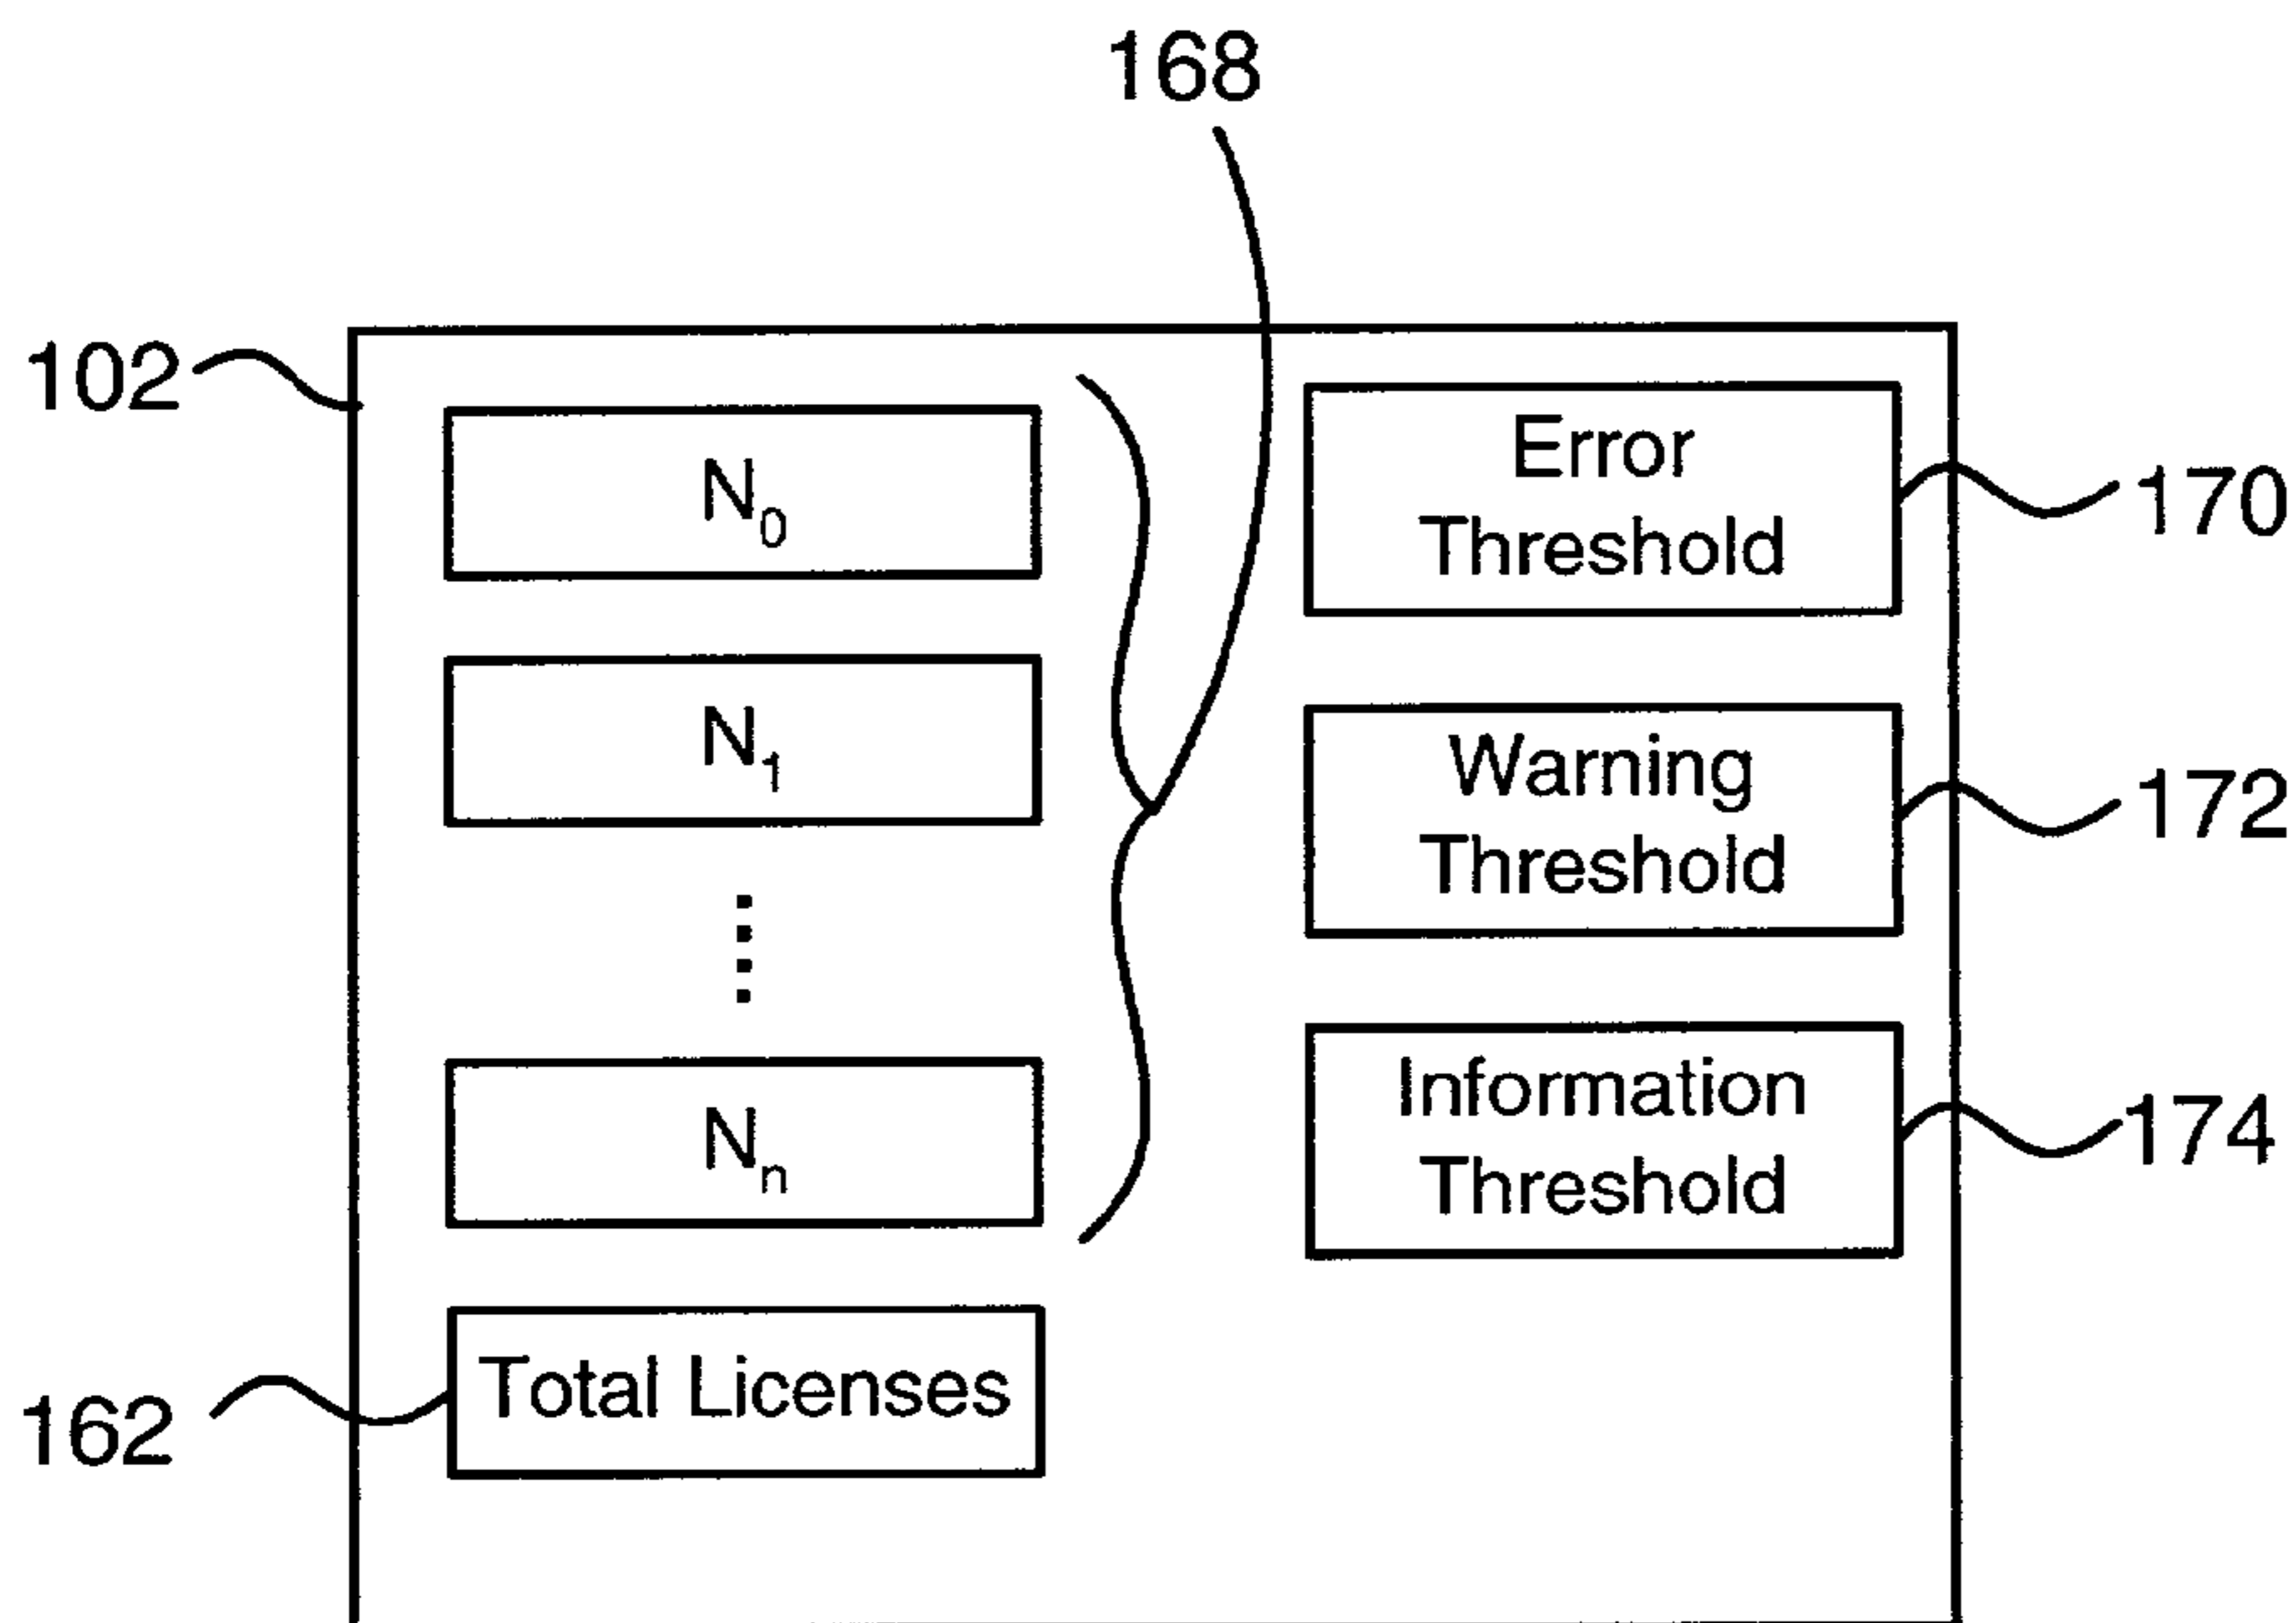 168
102
N₀
N₁
Nₙ
Total Licenses
162
Error
Threshold
170
Warning
Threshold
172
Information
Threshold
174